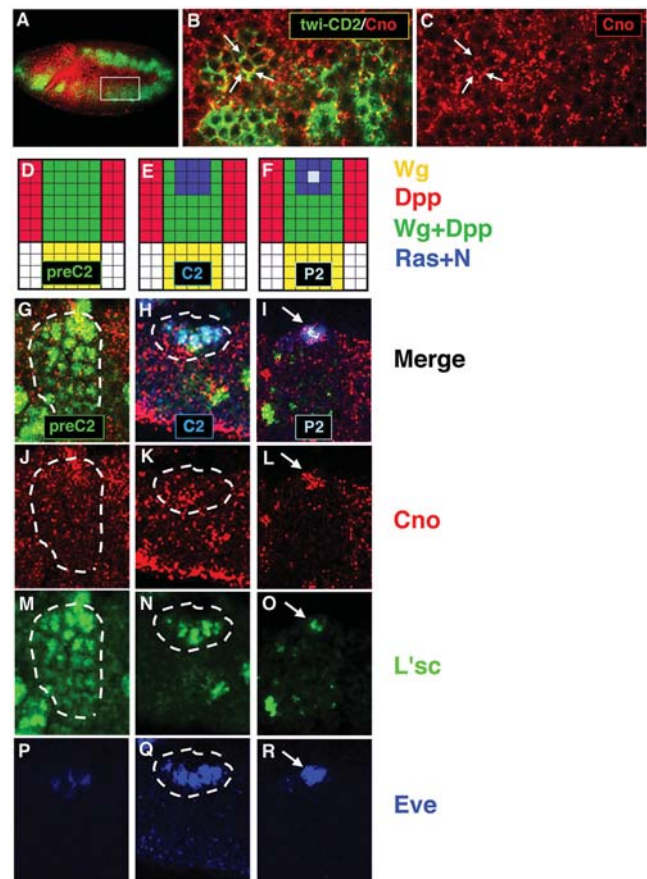 A
B
twi-CD2/Cno
C
Cno
D
preC2
E
C2
F
P2
Wg
Dpp
Wg+Dpp
Ras+N
G
preC2
H
C2
I
P2
Merge
J
K
L
Cno
M
N
O
L'sc
P
Q
R
Eve